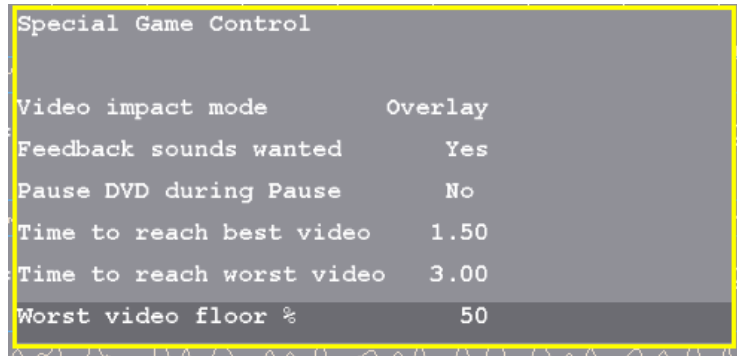 Special Game Control
Video impact mode Overlay
Feedback sounds wanted Yes
Pause DVD during Pause No
Time to reach best video 1.50
Time to reach worst video 3.00
Worst video floor % 50